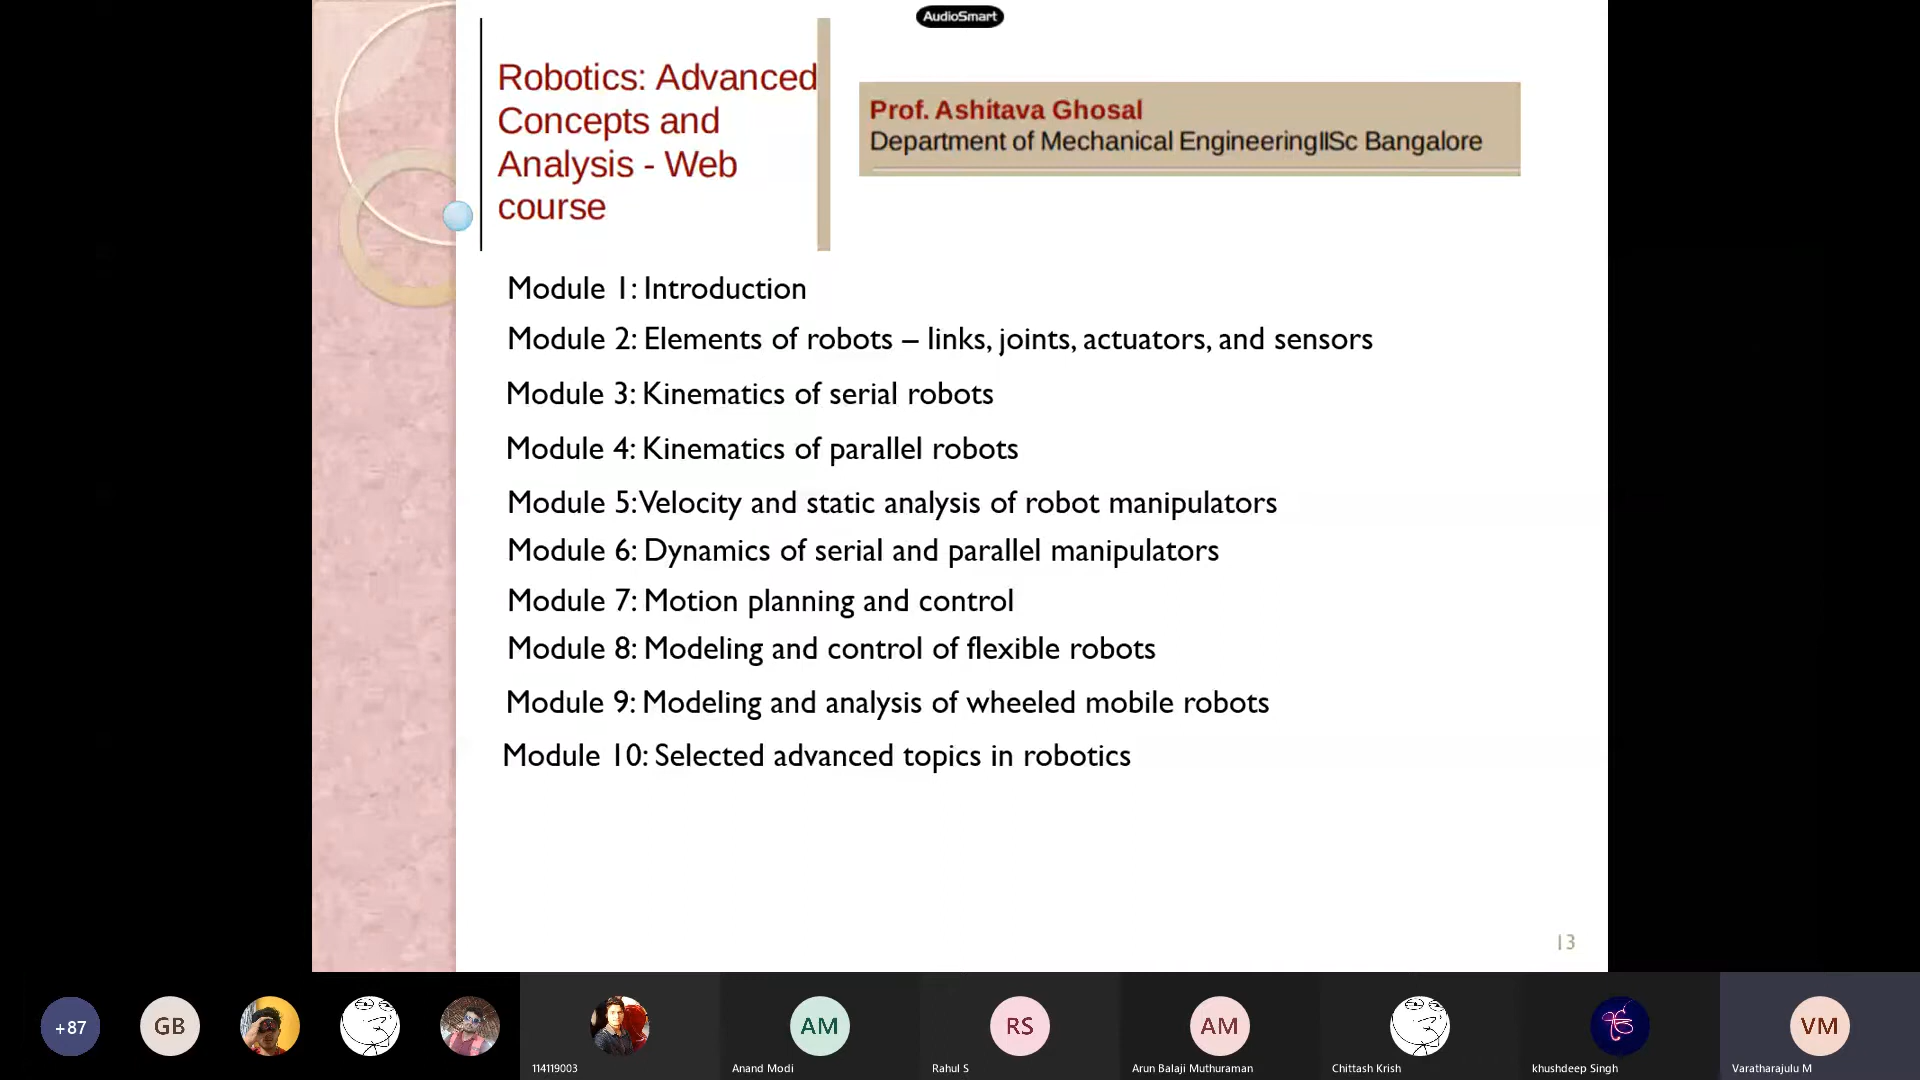 AudioSmart
Robotics: Advanced
Concepts and
Analysis - Web
course
Prof. Ashitava Ghosal
Department of Mechanical EngineeringIISc Bangalore
Module 1: Introduction
Module 2: Elements of robots – links, joints, actuators, and sensors
Module 3: Kinematics of serial robots
Module 4: Kinematics of parallel robots
Module 5:Velocity and static analysis of robot manipulators
Module 6: Dynamics of serial and parallel manipulators
Module 7: Motion planning and control
Module 8: Modeling and control of flexible robots
Module 9: Modeling and analysis of wheeled mobile robots
Module 10: Selected advanced topics in robotics
13
+87 GB AM RS AM VM
114119003 Anand Modi Rahul S Arun Balaji Muthuraman Chittash Krish khushdeep Singh Varatharajulu M